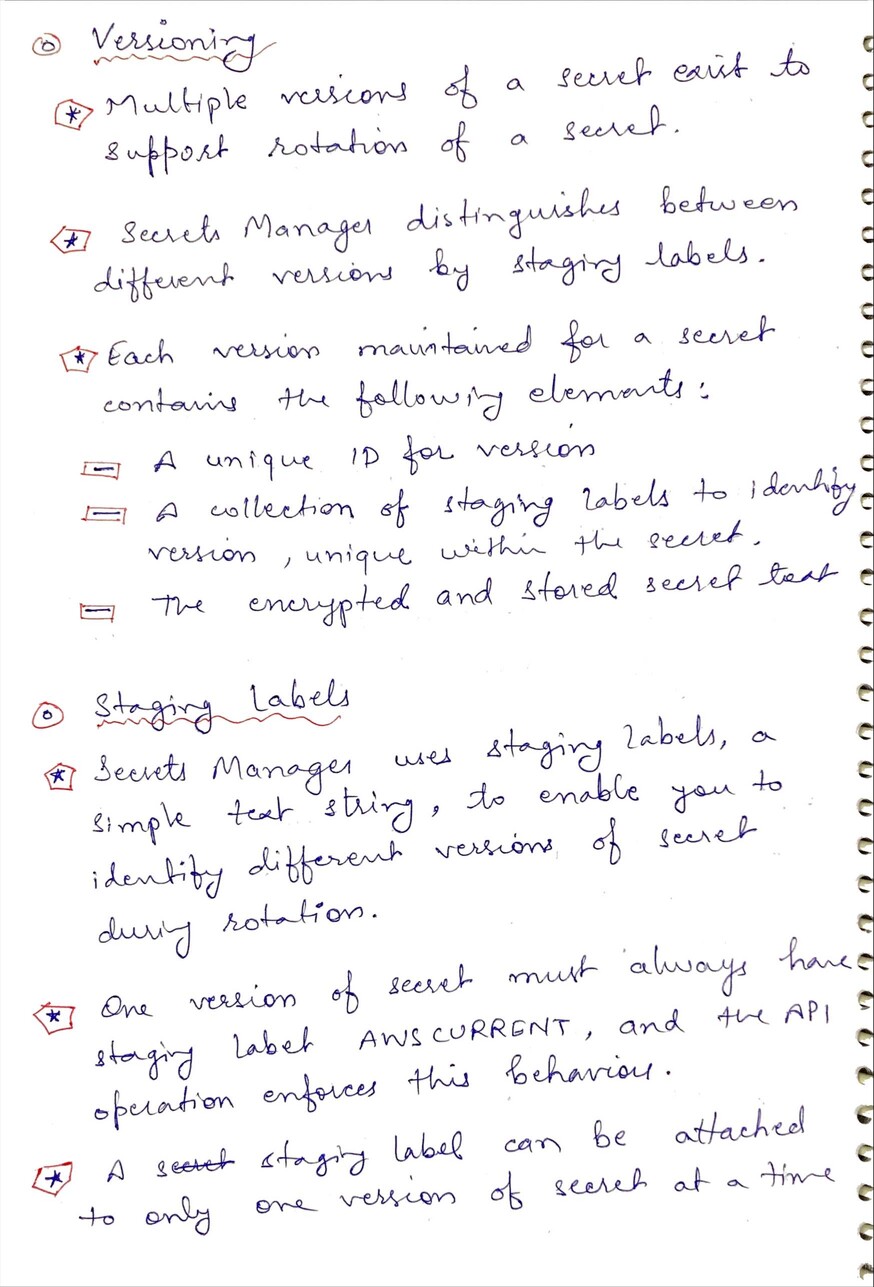 Versioning
Multiple versions of a secret exist to
support rotation of a secret.
Secrets Manager distinguishes between
different versions by staging labels.
Each version maintained for a secret
contains the following elements:
A unique ID for version
A collection of staging labels to identify
version, unique within the secret.
The encrypted and stored secret text
Staging Labels
Secrets Manager uses staging labels, a
simple text string, to enable you to
identify different versions of secret
during rotation.
One version of secret must always have
staging label AWSCURRENT, and the API
operation enforces this behaviour.
A secret staging label can be attached
to only one version of secret at a time